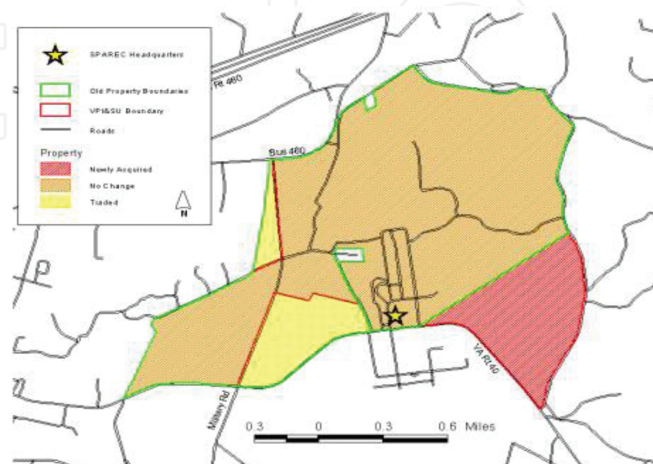 SPAREC Headquarters
Old Property Boundaries
VPI&SU Boundary
Roads
Property
Newly Acquired
No Change
Traded
N
Rt 460
Bus 460
Military Rd
VA Rt 40
0.3 0 0.3 0.6 Miles